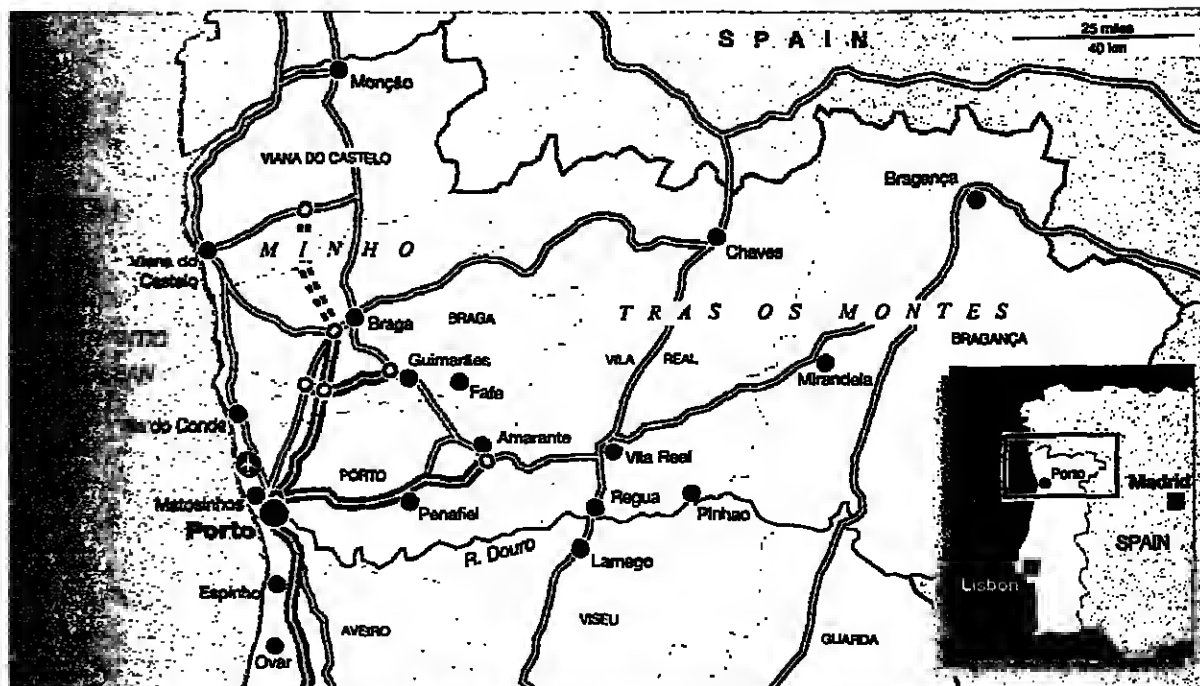 SPAIN
25 miles
40 km
Monção
VIANA DO CASTELO
Bragança
MINHO
Viana do
Castelo
Chaves
TRAS OS MONTES
Braga
BRAGA
BRAGANÇA
Guimarães
VILA REAL
Fafe
Mirandela
do Conde
Amarante
Vila Real
PORTO
Matosinhos
Penafiel
Regua
Pinhao
Porto
R. Douro
Lamego
Espinho
AVEIRO
VISEU
GUARDA
Ovar
Porto
Madrid
SPAIN
Lisbon